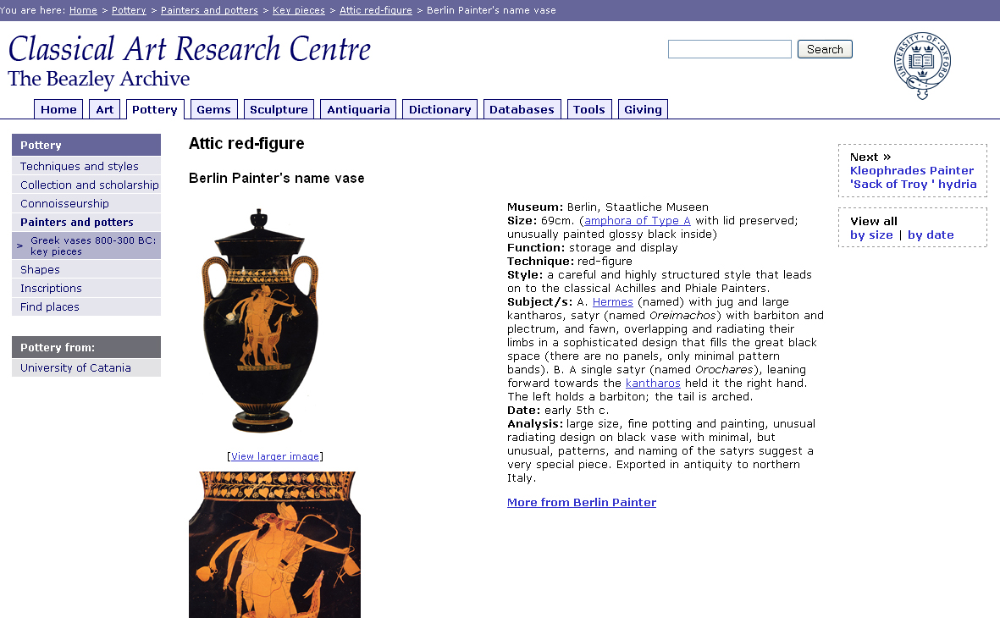 You are here: Home > Pottery > Painters and potters > Key pieces > Attic red-figure > Berlin Painter's name vase
Classical Art Research Centre
The Beazley Archive
Search
UNIVERSITY · OF · OXFORD
Home
Art
Pottery
Gems
Sculpture
Antiquaria
Dictionary
Databases
Tools
Giving
Pottery
Techniques and styles
Collection and scholarship
Connoisseurship
Painters and potters
> Greek vases 800-300 BC:
key pieces
Shapes
Inscriptions
Find places
Pottery from:
University of Catania
Attic red-figure
Berlin Painter's name vase
[View larger image]
Museum: Berlin, Staatliche Museen
Size: 69cm. (amphora of Type A with lid preserved;
unusually painted glossy black inside)
Function: storage and display
Technique: red-figure
Style: a careful and highly structured style that leads
on to the classical Achilles and Phiale Painters.
Subject/s: A. Hermes (named) with jug and large
kantharos, satyr (named Oreimachos) with barbiton and
plectrum, and fawn, overlapping and radiating their
limbs in a sophisticated design that fills the great black
space (there are no panels, only minimal pattern
bands). B. A single satyr (named Orochares), leaning
forward towards the kantharos held it the right hand.
The left holds a barbiton; the tail is arched.
Date: early 5th c.
Analysis: large size, fine potting and painting, unusual
radiating design on black vase with minimal, but
unusual, patterns, and naming of the satyrs suggest a
very special piece. Exported in antiquity to northern
Italy.
More from Berlin Painter
Next »
Kleophrades Painter
'Sack of Troy ' hydria
View all
by size | by date